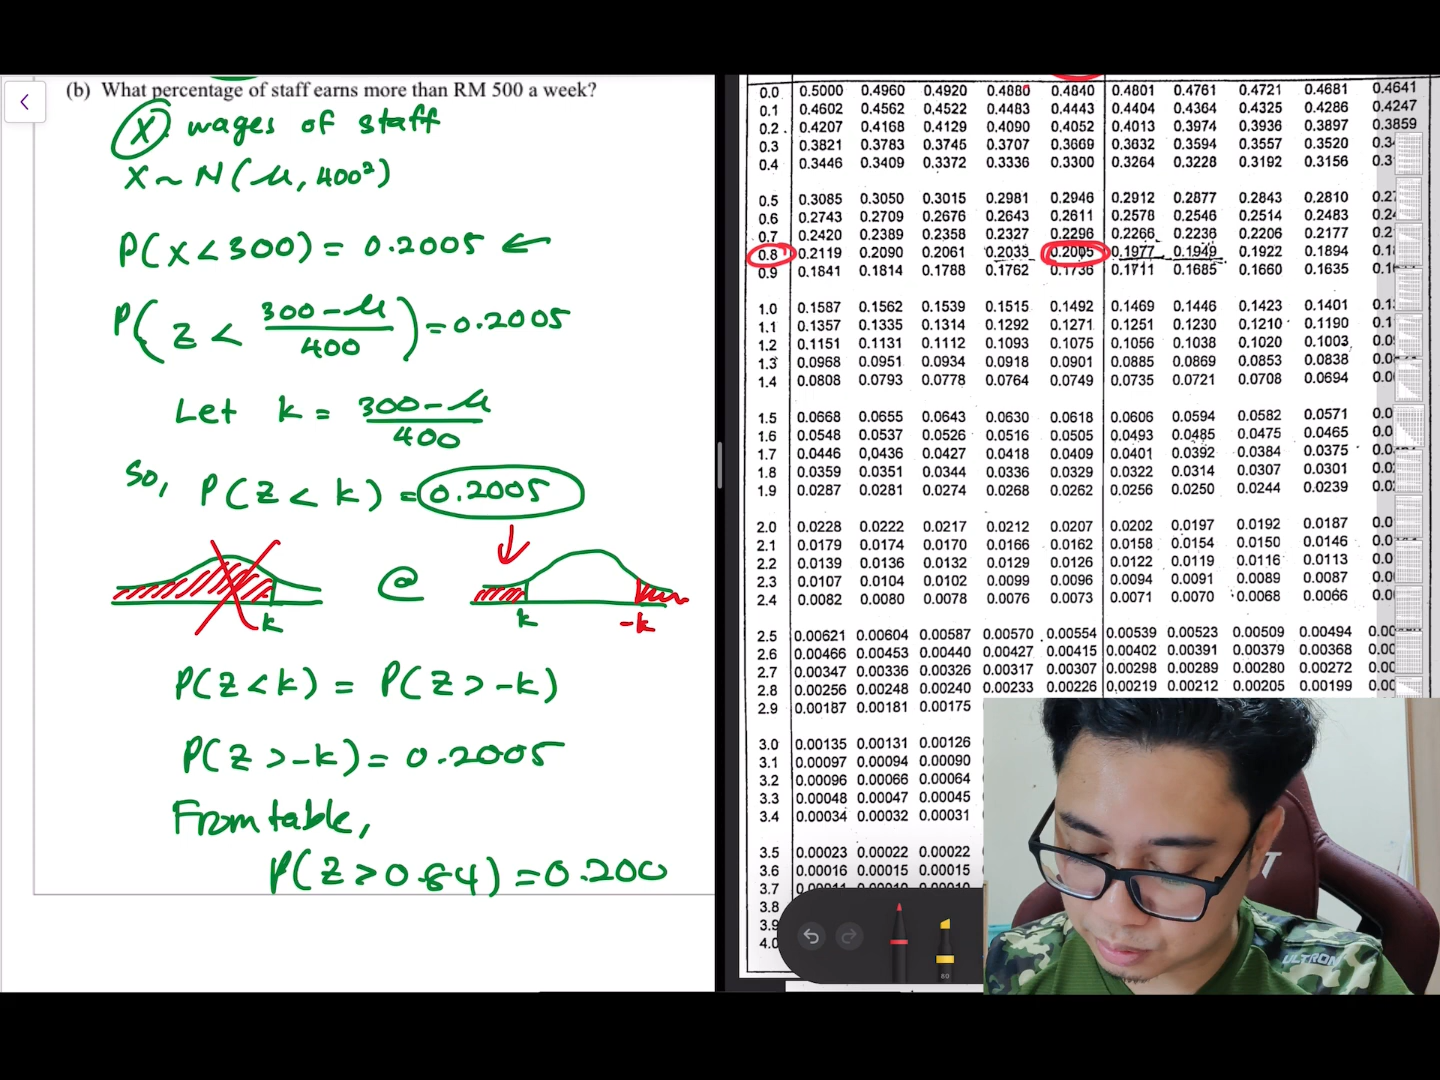 (b) What percentage of staff earns more than RM 500 a week?
X wages of staff
X ~ N(μ, 400²)
P(X < 300) = 0.2005 ←
P(Z < 300-μ/400) = 0.2005
Let k = 300-μ/400
So, P(Z < k) = 0.2005
k @ k -k
P(Z < k) = P(Z > -k)
P(Z > -k) = 0.2005
From table,
P(Z > 0.84) = 0.200
0.0 0.5000 0.4960 0.4920 0.4880 0.4840 0.4801 0.4761 0.4721 0.4681 0.4641
0.1 0.4602 0.4562 0.4522 0.4483 0.4443 0.4404 0.4364 0.4325 0.4286 0.4247
0.2 0.4207 0.4168 0.4129 0.4090 0.4052 0.4013 0.3974 0.3936 0.3897 0.3859
0.3 0.3821 0.3783 0.3745 0.3707 0.3669 0.3632 0.3594 0.3557 0.3520
0.4 0.3446 0.3409 0.3372 0.3336 0.3300 0.3264 0.3228 0.3192 0.3156
0.5 0.3085 0.3050 0.3015 0.2981 0.2946 0.2912 0.2877 0.2843 0.2810
0.6 0.2743 0.2709 0.2676 0.2643 0.2611 0.2578 0.2546 0.2514 0.2483
0.7 0.2420 0.2389 0.2358 0.2327 0.2296 0.2266 0.2236 0.2206 0.2177
0.8 0.2119 0.2090 0.2061 0.2033 0.2005 0.1977 0.1949 0.1922 0.1894
0.9 0.1841 0.1814 0.1788 0.1762 0.1736 0.1711 0.1685 0.1660 0.1635
1.0 0.1587 0.1562 0.1539 0.1515 0.1492 0.1469 0.1446 0.1423 0.1401
1.1 0.1357 0.1335 0.1314 0.1292 0.1271 0.1251 0.1230 0.1210 0.1190
1.2 0.1151 0.1131 0.1112 0.1093 0.1075 0.1056 0.1038 0.1020 0.1003
1.3 0.0968 0.0951 0.0934 0.0918 0.0901 0.0885 0.0869 0.0853 0.0838
1.4 0.0808 0.0793 0.0778 0.0764 0.0749 0.0735 0.0721 0.0708 0.0694
1.5 0.0668 0.0655 0.0643 0.0630 0.0618 0.0606 0.0594 0.0582 0.0571
1.6 0.0548 0.0537 0.0526 0.0516 0.0505 0.0493 0.0485 0.0475 0.0465
1.7 0.0446 0,0436 0.0427 0.0418 0.0409 0.0401 0.0392 0.0384 0.0375
1.8 0.0359 0.0351 0.0344 0.0336 0.0329 0.0322 0.0314 0.0307 0.0301
1.9 0.0287 0.0281 0.0274 0.0268 0.0262 0.0256 0.0250 0.0244 0.0239
2.0 0.0228 0.0222 0.0217 0.0212 0.0207 0.0202 0.0197 0.0192 0.0187
2.1 0.0179 0.0174 0.0170 0.0166 0.0162 0.0158 0.0154 0.0150 0.0146
2.2 0.0139 0.0136 0.0132 0.0129 0.0126 0.0122 0.0119 0.0116 0.0113
2.3 0.0107 0.0104 0.0102 0.0099 0.0096 0.0094 0.0091 0.0089 0.0087
2.4 0.0082 0.0080 0.0078 0.0076 0.0073 0.0071 0.0070 0.0068 0.0066
2.5 0.00621 0.00604 0.00587 0.00570 0.00554 0.00539 0.00523 0.00509 0.00494
2.6 0.00466 0.00453 0.00440 0.00427 0.00415 0.00402 0.00391 0.00379 0.00368
2.7 0.00347 0.00336 0.00326 0.00317 0.00307 0.00298 0.00289 0.00280 0.00272
2.8 0.00256 0.00248 0.00240 0.00233 0.00226 0,00219 0.00212 0.00205 0.00199
2.9 0.00187 0.00181 0.00175
3.0 0.00135 0.00131 0.00126
3.1 0.00097 0.00094 0.00090
3.2 0.00096 0.00066 0.00064
3.3 0.00048 0.00047 0.00045
3.4 0.00034 0.00032 0.00031
3.5 0.00023 0.00022 0.00022
3.6 0.00016 0.00015 0.00015
3.7
3.8
3.9
4.0
80
ULTRON